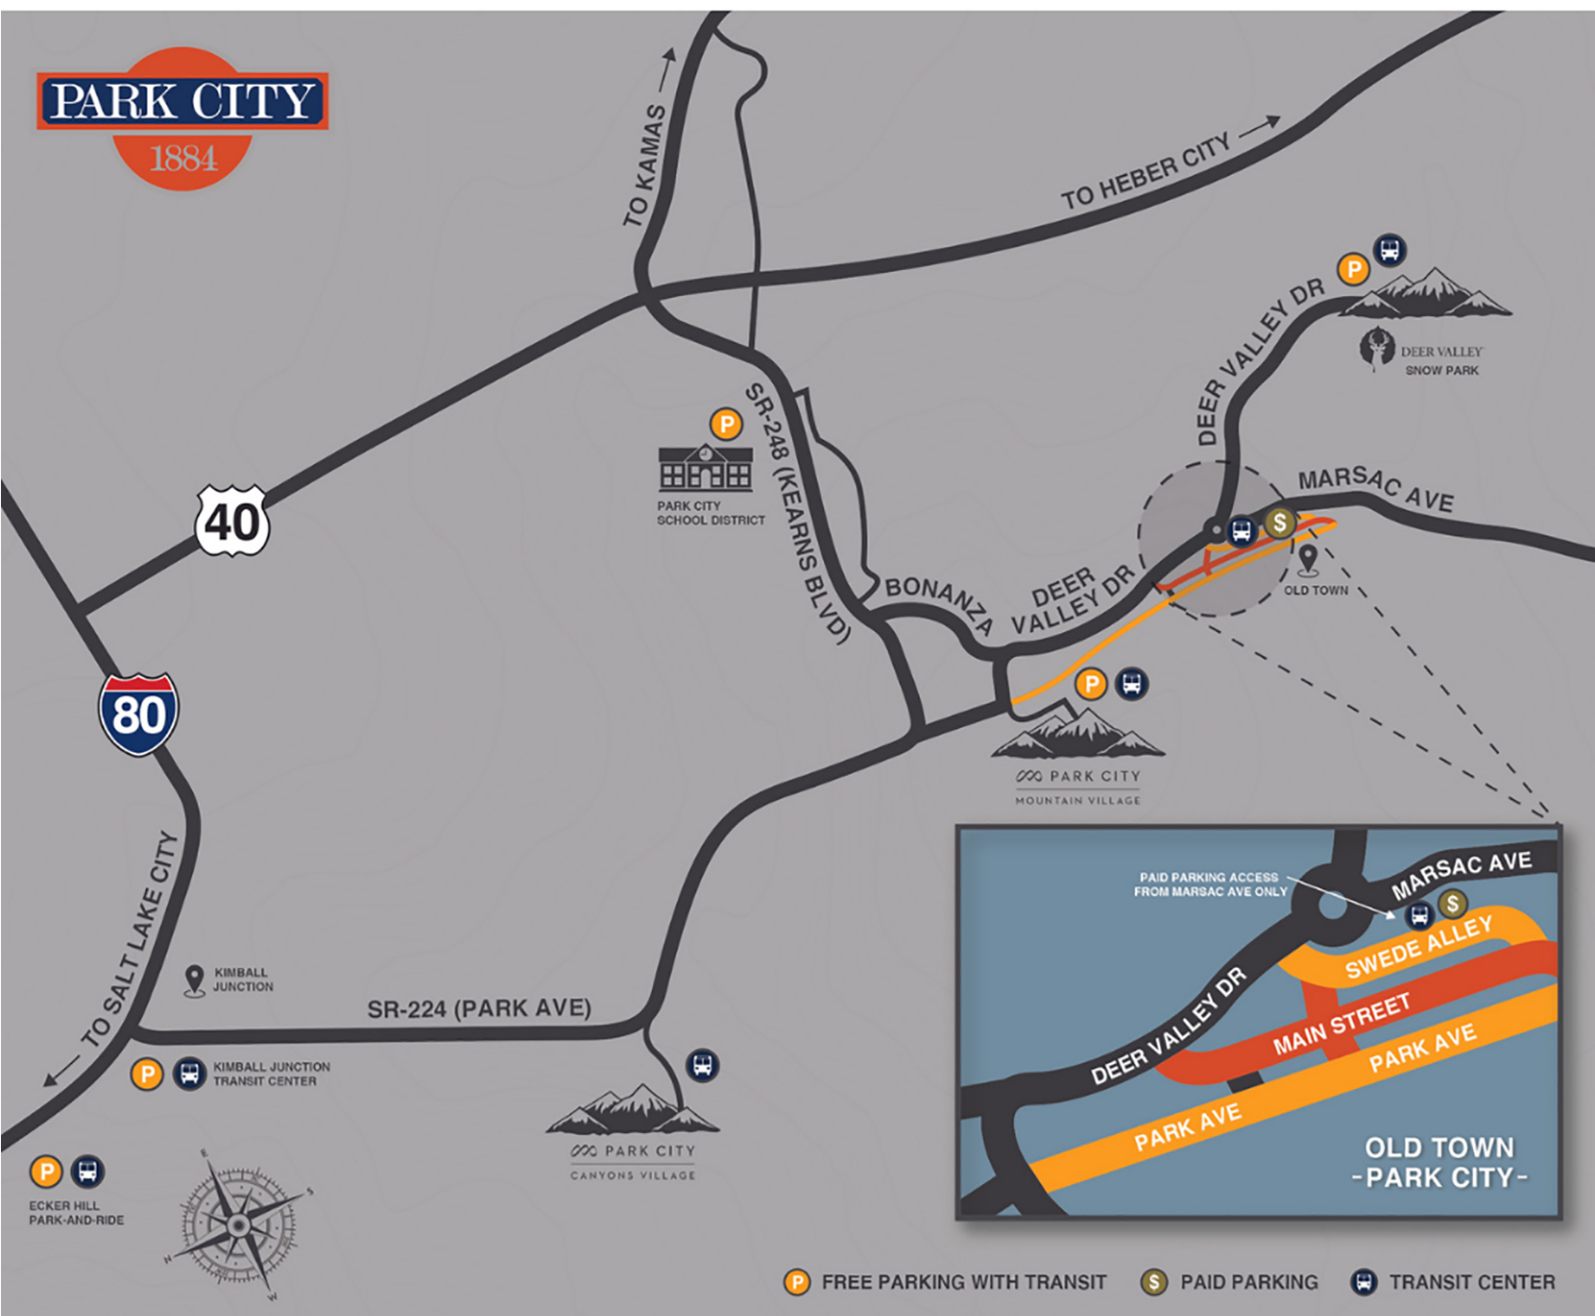 PARK CITY
1884
TO KAMAS
TO HEBER CITY
P
DEER VALLEY DR
DEER VALLEY
SNOW PARK
P
SR-248 (KEARNS BLVD)
PARK CITY
SCHOOL DISTRICT
40
MARSAC AVE
$
OLD TOWN
BONANZA
DEER
VALLEY DR
P
PARK CITY
MOUNTAIN VILLAGE
80
TO SALT LAKE CITY
KIMBALL
JUNCTION
SR-224 (PARK AVE)
P
KIMBALL JUNCTION
TRANSIT CENTER
PARK CITY
CANYONS VILLAGE
P
ECKER HILL
PARK-AND-RIDE
E
S
N
W
PAID PARKING ACCESS
FROM MARSAC AVE ONLY
MARSAC AVE
$
SWEDE ALLEY
DEER VALLEY DR
MAIN STREET
PARK AVE
PARK AVE
OLD TOWN
-PARK CITY-
P FREE PARKING WITH TRANSIT
$ PAID PARKING
TRANSIT CENTER